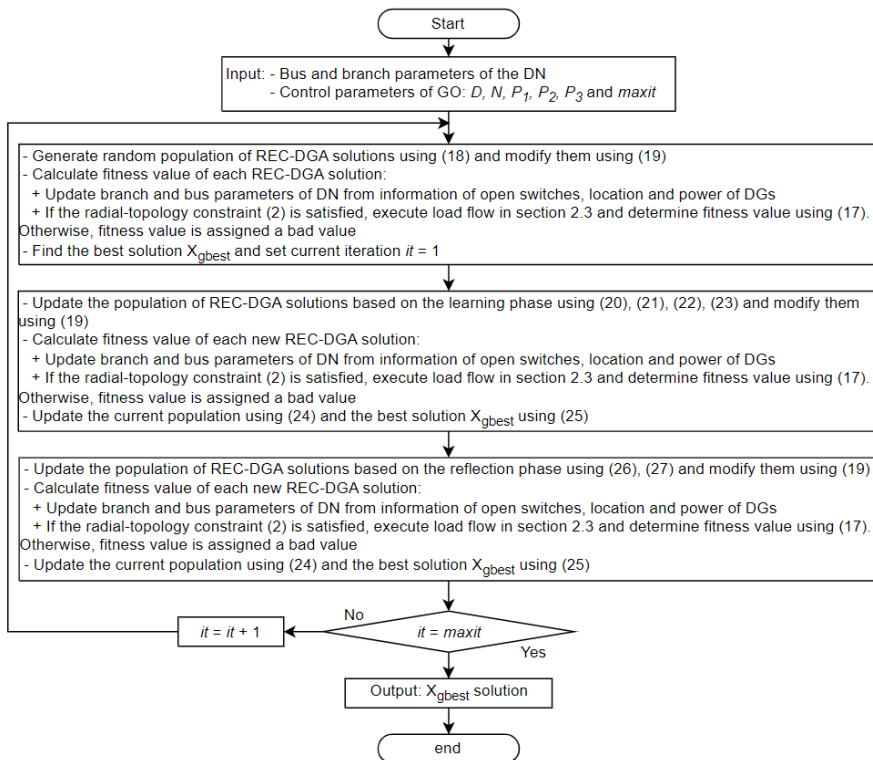 Start
Input: - Bus and branch parameters of the DN
- Control parameters of GO: D, N, P1, P2, P3 and maxit
- Generate random population of REC-DGA solutions using (18) and modify them using (19)
- Calculate fitness value of each REC-DGA solution:
+ Update branch and bus parameters of DN from information of open switches, location and power of DGs
+ If the radial-topology constraint (2) is satisfied, execute load flow in section 2.3 and determine fitness value using (17).
Otherwise, fitness value is assigned a bad value
- Find the best solution Xgbest and set current iteration it = 1
- Update the population of REC-DGA solutions based on the learning phase using (20), (21), (22), (23) and modify them
using (19)
- Calculate fitness value of each new REC-DGA solution:
+ Update branch and bus parameters of DN from information of open switches, location and power of DGs
+ If the radial-topology constraint (2) is satisfied, execute load flow in section 2.3 and determine fitness value using (17).
Otherwise, fitness value is assigned a bad value
- Update the current population using (24) and the best solution Xgbest using (25)
- Update the population of REC-DGA solutions based on the reflection phase using (26), (27) and modify them using (19)
- Calculate fitness value of each new REC-DGA solution:
+ Update branch and bus parameters of DN from information of open switches, location and power of DGs
+ If the radial-topology constraint (2) is satisfied, execute load flow in section 2.3 and determine fitness value using (17).
Otherwise, fitness value is assigned a bad value
- Update the current population using (24) and the best solution Xgbest using (25)
No
it = it + 1
it = maxit
Yes
Output: Xgbest solution
end